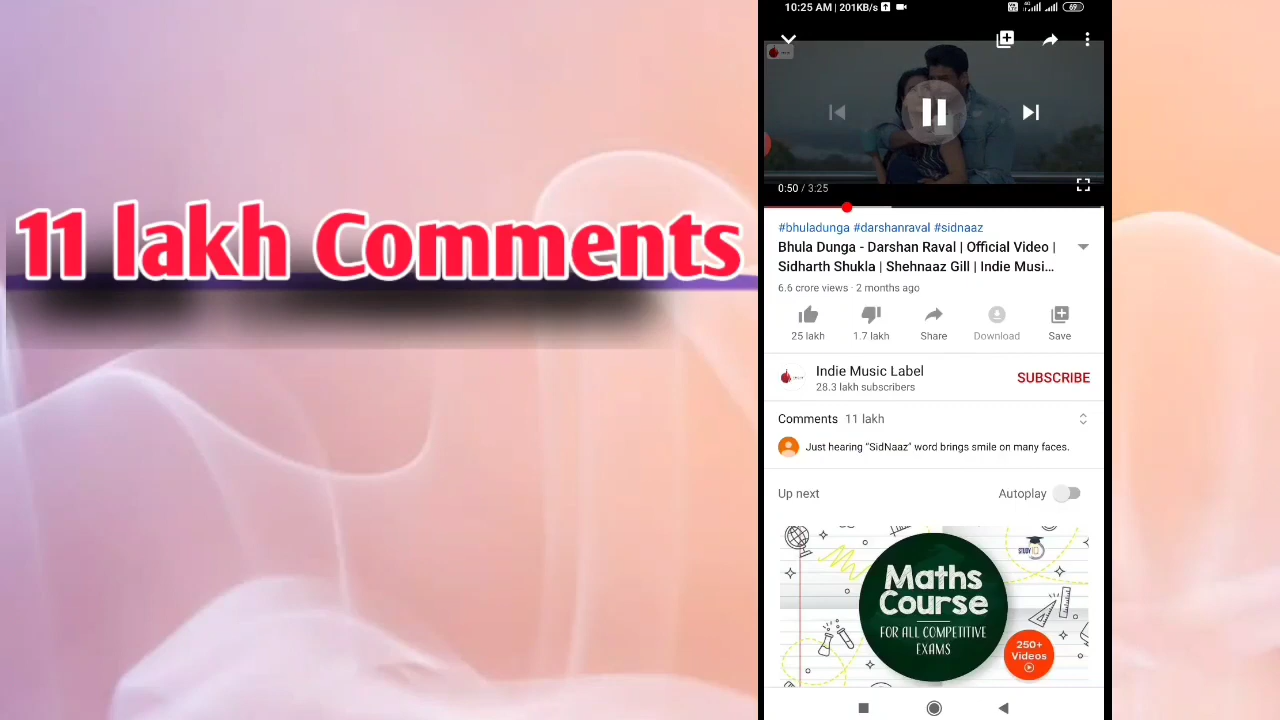 11 lakh Comments
10:25 AM | 201KB/s
69
0:50 / 3:25
#bhuladunga #darshanraval #sidnaaz
Bhula Dunga - Darshan Raval | Official Video |
Sidharth Shukla | Shehnaaz Gill | Indie Musi...
6.6 crore views · 2 months ago
25 lakh
1.7 lakh
Share
Download
Save
Indie Music Label
28.3 lakh subscribers
SUBSCRIBE
Comments 11 lakh
Just hearing "SidNaaz" word brings smile on many faces.
Up next
Autoplay
STUDY
Maths
Course
FOR ALL COMPETITIVE
EXAMS
250+
Videos